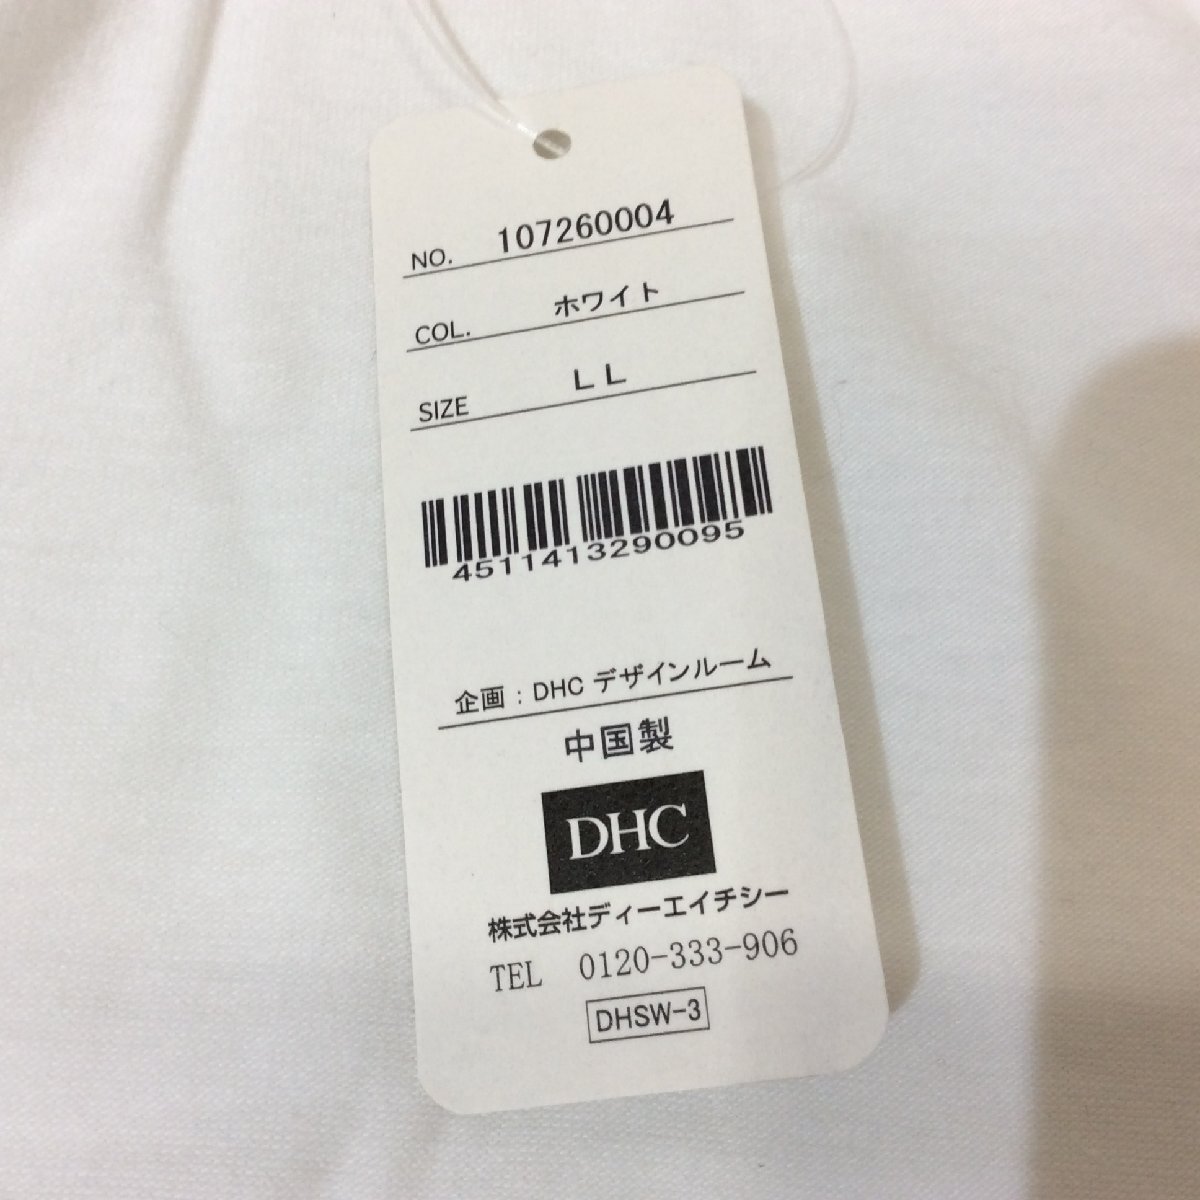 NO. 107260004
COL. ホワイト
SIZE LL
4511413290095
企画：DHC デザインルーム
中国製
DHC
株式会社ディーエイチシー
TEL 0120-333-906
DHSW-3